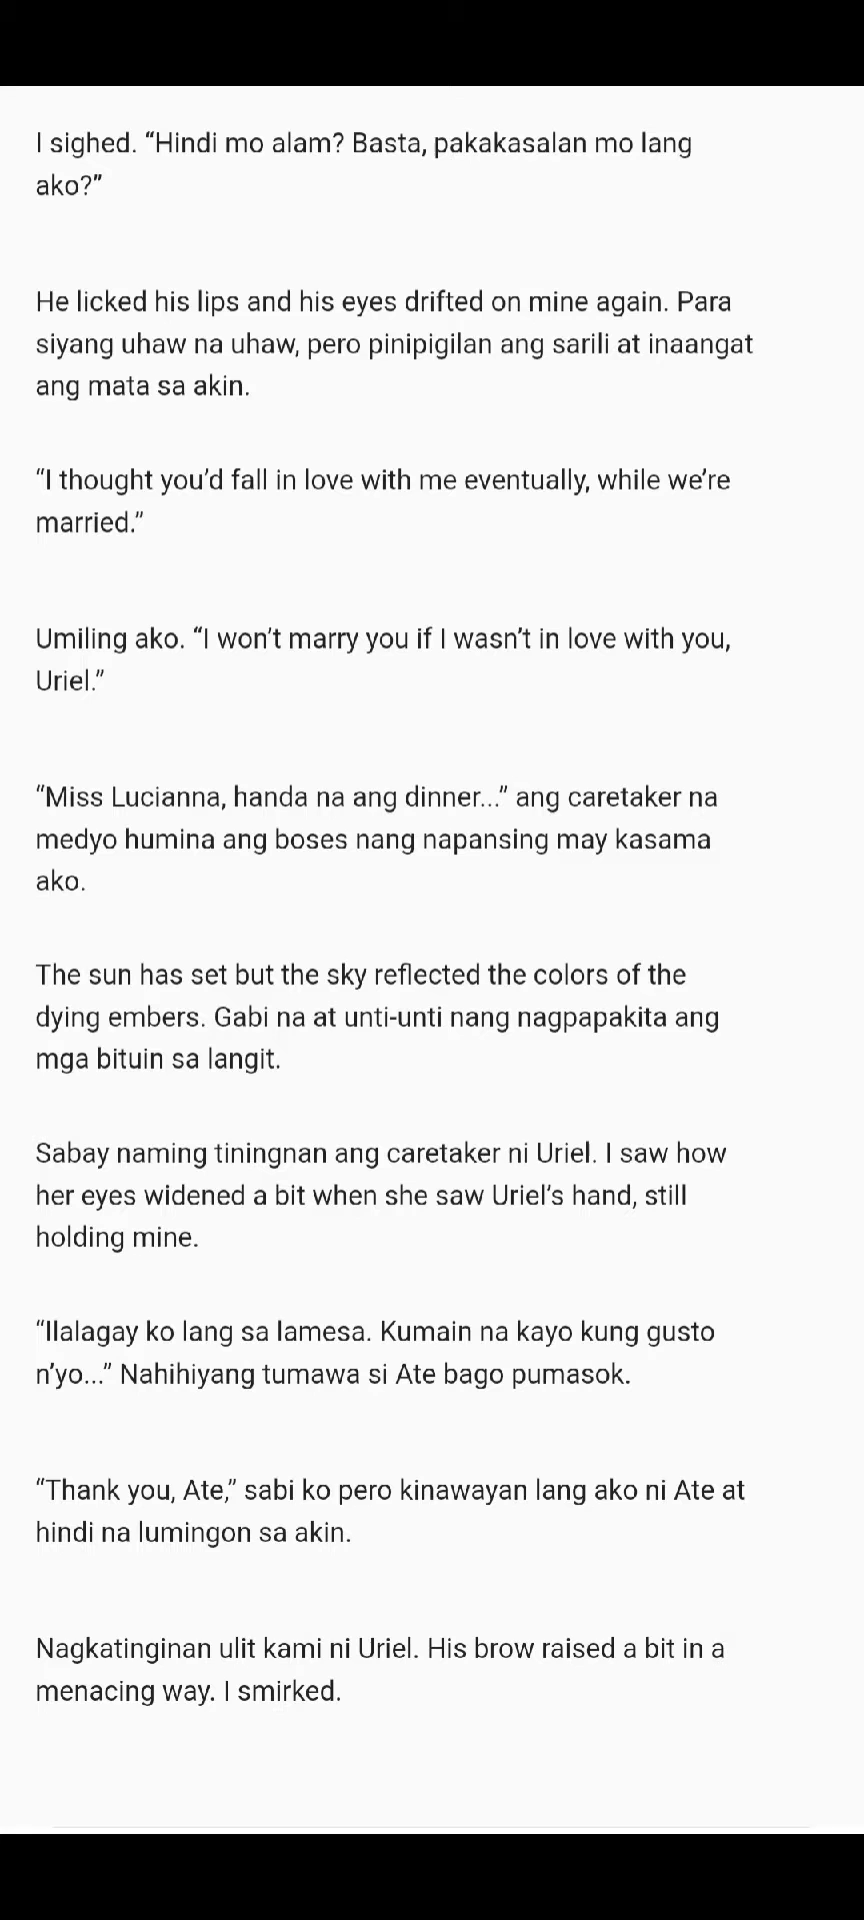 I sighed. “Hindi mo alam? Basta, pakakasalan mo lang
ako?”
He licked his lips and his eyes drifted on mine again. Para
siyang uhaw na uhaw, pero pinipigilan ang sarili at inaangat
ang mata sa akin.
“I thought you’d fall in love with me eventually, while we’re
married.”
Umiling ako. “I won’t marry you if I wasn’t in love with you,
Uriel.”
“Miss Lucianna, handa na ang dinner...” ang caretaker na
medyo humina ang boses nang napansing may kasama
ako.
The sun has set but the sky reflected the colors of the
dying embers. Gabi na at unti-unti nang nagpapakita ang
mga bituin sa langit.
Sabay naming tiningnan ang caretaker ni Uriel. I saw how
her eyes widened a bit when she saw Uriel’s hand, still
holding mine.
“Ilalagay ko lang sa lamesa. Kumain na kayo kung gusto
n’yo...” Nahihiyang tumawa si Ate bago pumasok.
“Thank you, Ate,” sabi ko pero kinawayan lang ako ni Ate at
hindi na lumingon sa akin.
Nagkatinginan ulit kami ni Uriel. His brow raised a bit in a
menacing way. I smirked.